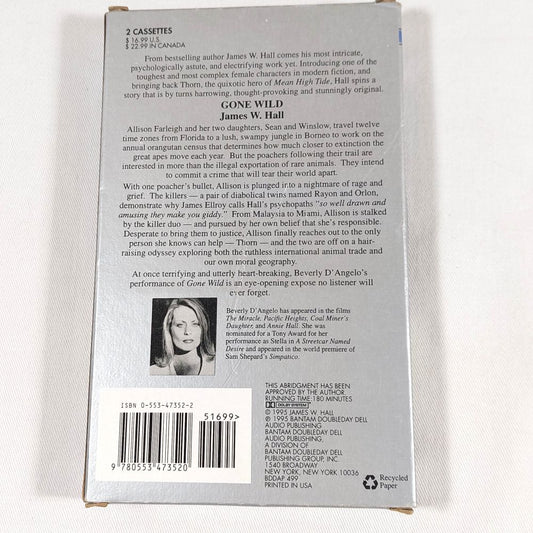 2 CASSETTES
$ 16.99 U.S.
$ 22.99 IN CANADA
From bestselling author James W. Hall comes his most intricate,
psychologically astute, and electrifying work yet. Introducing one of the
toughest and most complex female characters in modern fiction, and
bringing back Thorn, the quixotic hero of Mean High Tide, Hall spins a
story that is by turns harrowing, thought-provoking and stunningly original.
GONE WILD
James W. Hall
Allison Farleigh and her two daughters, Sean and Winslow, travel twelve
time zones from Florida to a lush, swampy jungle in Borneo to work on the
annual orangutan census that determines how much closer to extinction the
great apes move each year. But the poachers following their trail are
interested in more than the illegal exportation of rare animals. They intend
to commit a crime that will tear their world apart.
With one poacher's bullet, Allison is plunged into a nightmare of rage and
grief. The killers — a pair of diabolical twins named Rayon and Orlon,
demonstrate why James Ellroy calls Hall's psychopaths "so well drawn and
amusing they make you giddy." From Malaysia to Miami, Allison is stalked
by the killer duo — and pursued by her own belief that she's responsible.
Desperate to bring them to justice, Allison finally reaches out to the only
person she knows can help — Thorn — and the two are off on a hair-
raising odyssey exploring both the ruthless international animal trade and
our own moral geography.
At once terrifying and utterly heart-breaking, Beverly D'Angelo's
performance of Gone Wild is an eye-opening expose no listener will
ever forget.
Beverly D'Angelo has appeared in the films
The Miracle, Pacific Heights, Coal Miner's
Daughter, and Annie Hall. She was
nominated for a Tony Award for her
performance as Stella in A Streetcar Named
Desire and appeared in the world premiere of
Sam Shepard's Simpatico.
ISBN 0-553-47352-2
51699>
9 780553 473520
THIS ABRIDGMENT HAS BEEN
APPROVED BY THE AUTHOR
RUNNING TIME: 180 MINUTES
DOLBY SYSTEM
© 1995 JAMES W. HALL
℗ 1995 BANTAM DOUBLEDAY DELL
AUDIO PUBLISHING
BANTAM DOUBLEDAY DELL
AUDIO PUBLISHING,
A DIVISION OF
BANTAM DOUBLEDAY DELL
PUBLISHING GROUP, INC.
1540 BROADWAY
NEW YORK, NEW YORK 10036
BDDAP 499
PRINTED IN USA
Recycled
Paper